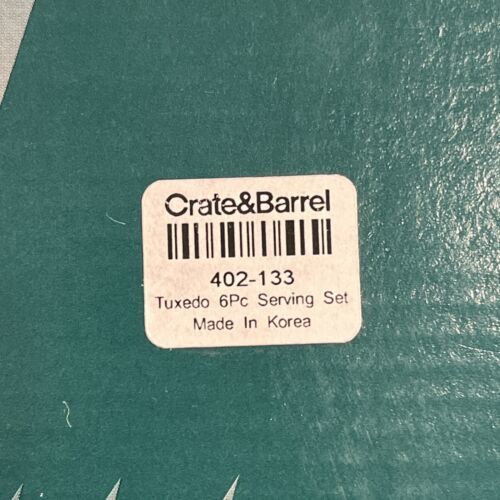 Crate&Barrel
402-133
Tuxedo 6Pc Serving Set
Made In Korea